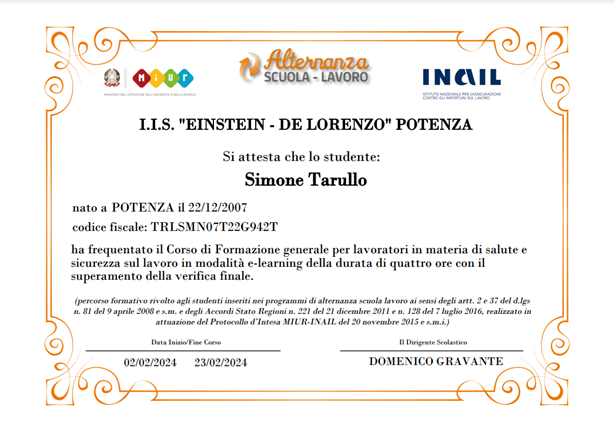 MIUR
MINISTERO DELL'ISTRUZIONE, DELL'UNIVERSITÀ E DELLA RICERCA
Alternanza
SCUOLA - LAVORO
INAIL
ISTITUTO NAZIONALE PER L'ASSICURAZIONE
CONTRO GLI INFORTUNI SUL LAVORO
I.I.S. "EINSTEIN - DE LORENZO" POTENZA
Si attesta che lo studente:
Simone Tarullo
nato a POTENZA il 22/12/2007
codice fiscale: TRLSMN07T22G942T
ha frequentato il Corso di Formazione generale per lavoratori in materia di salute e
sicurezza sul lavoro in modalità e-learning della durata di quattro ore con il
superamento della verifica finale.
(percorso formativo rivolto agli studenti inseriti nei programmi di alternanza scuola lavoro ai sensi degli artt. 2 e 37 del d.lgs
n. 81 del 9 aprile 2008 e s.m. e degli Accordi Stato Regioni n. 221 del 21 dicembre 2011 e n. 128 del 7 luglio 2016, realizzato in
attuazione del Protocollo d'Intesa MIUR-INAIL del 20 novembre 2015 e s.m.i.)
Data Inizio/Fine Corso
Il Dirigente Scolastico
02/02/2024 23/02/2024
DOMENICO GRAVANTE